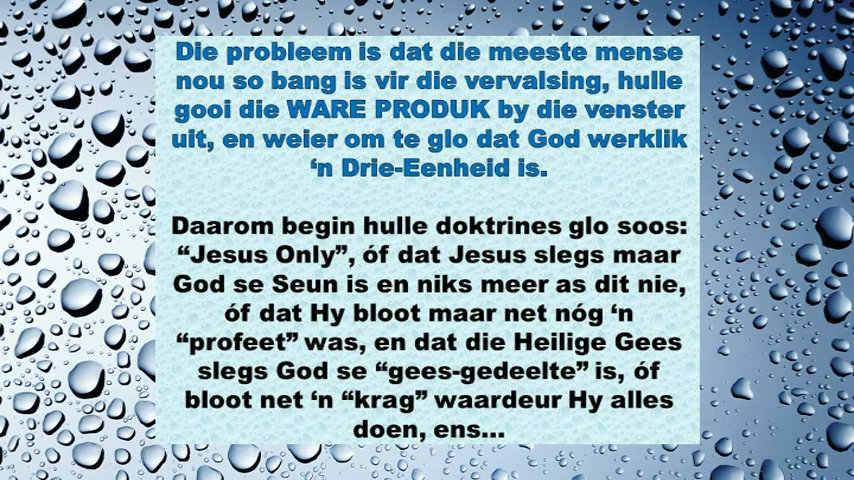 Die probleem is dat die meeste mense
nou so bang is vir die vervalsing, hulle
gooi die WARE PRODUK by die venster
uit, en weier om te glo dat God werklik
‘n Drie-Eenheid is.
Daarom begin hulle doktrines glo soos:
“Jesus Only”, óf dat Jesus slegs maar
God se Seun is en niks meer as dit nie,
óf dat Hy bloot maar net nóg ‘n
“profeet” was, en dat die Heilige Gees
slegs God se “gees-gedeelte” is, óf
bloot net ‘n “krag” waardeur Hy alles
doen, ens...